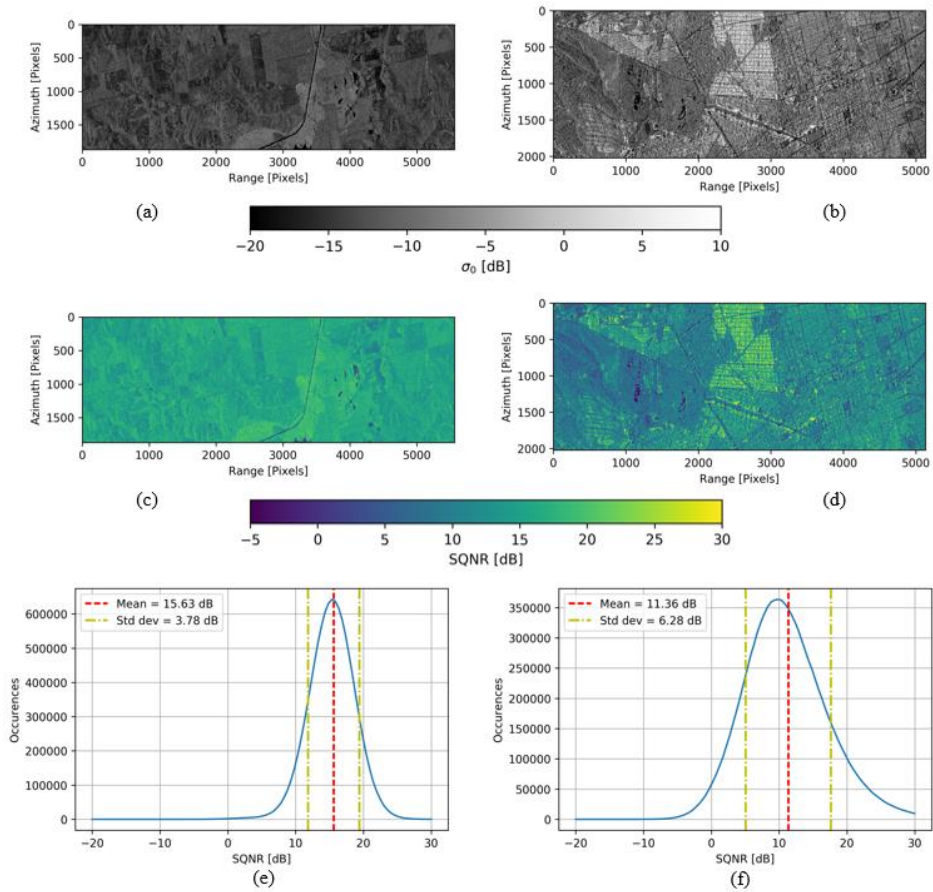 0
500
1000
1500
Azimuth [Pixels]
0 1000 2000 3000 4000 5000
Range [Pixels]
(a)
0
500
1000
1500
2000
Azimuth [Pixels]
0 1000 2000 3000 4000 5000
Range [Pixels]
(b)
−20 −15 −10 −5 0 5 10
σ0 [dB]
0
500
1000
1500
Azimuth [Pixels]
0 1000 2000 3000 4000 5000
Range [Pixels]
(c)
0
500
1000
1500
2000
Azimuth [Pixels]
0 1000 2000 3000 4000 5000
Range [Pixels]
(d)
−5 0 5 10 15 20 25 30
SQNR [dB]
Mean = 15.63 dB
Std dev = 3.78 dB
600000
500000
400000
300000
200000
100000
0
Occurences
−20 −10 0 10 20 30
SQNR [dB]
(e)
Mean = 11.36 dB
Std dev = 6.28 dB
350000
300000
250000
200000
150000
100000
50000
0
Occurences
−20 −10 0 10 20 30
SQNR [dB]
(f)